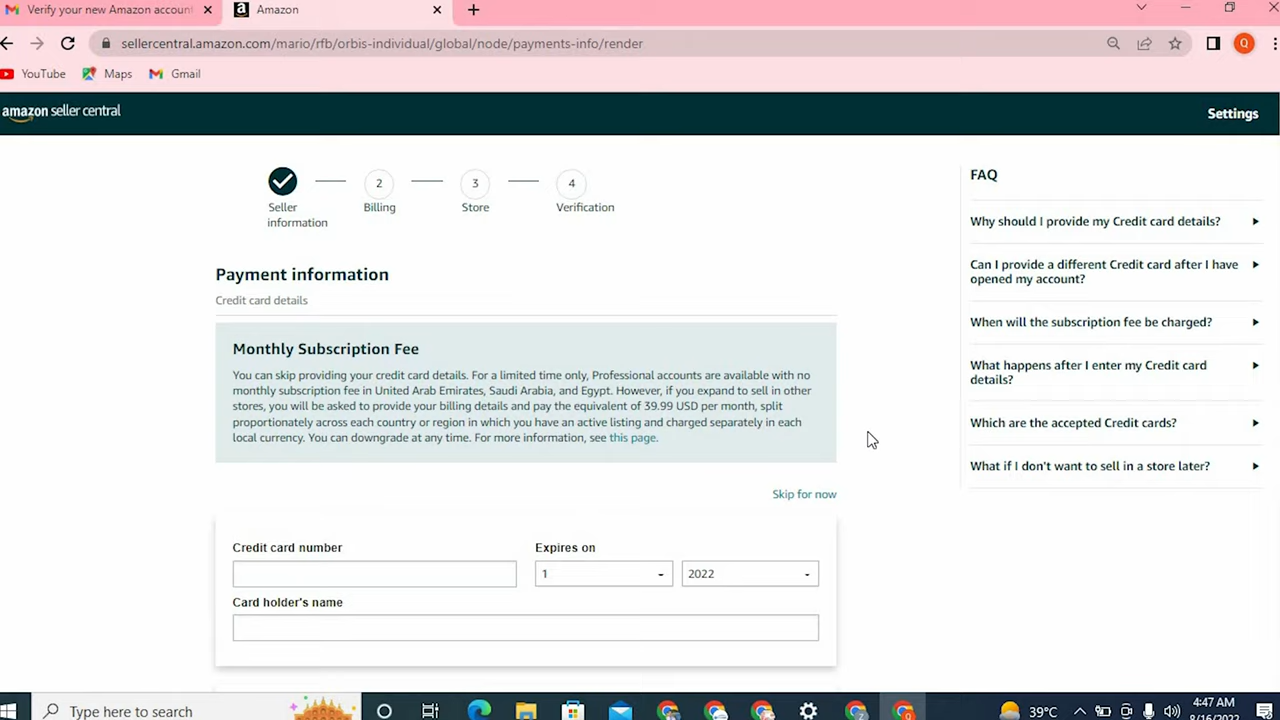 Verify your new Amazon accoun
Amazon
sellercentral.amazon.com/mario/rfb/orbis-individual/global/node/payments-info/render
Q
YouTube
Maps
Gmail
amazon seller central
Settings
2
3
4
Seller information
Billing
Store
Verification
Payment information
Credit card details
Monthly Subscription Fee
You can skip providing your credit card details. For a limited time only, Professional accounts are available with no
monthly subscription fee in United Arab Emirates, Saudi Arabia, and Egypt. However, if you expand to sell in other
stores, you will be asked to provide your billing details and pay the equivalent of 39.99 USD per month, split
proportionately across each country or region in which you have an active listing and charged separately in each
local currency. You can downgrade at any time. For more information, see this page.
Skip for now
Credit card number
Expires on
1
2022
Card holder's name
FAQ
Why should I provide my Credit card details?
Can I provide a different Credit card after I have
opened my account?
When will the subscription fee be charged?
What happens after I enter my Credit card
details?
Which are the accepted Credit cards?
What if I don't want to sell in a store later?
Type here to search
39°C
4:47 AM